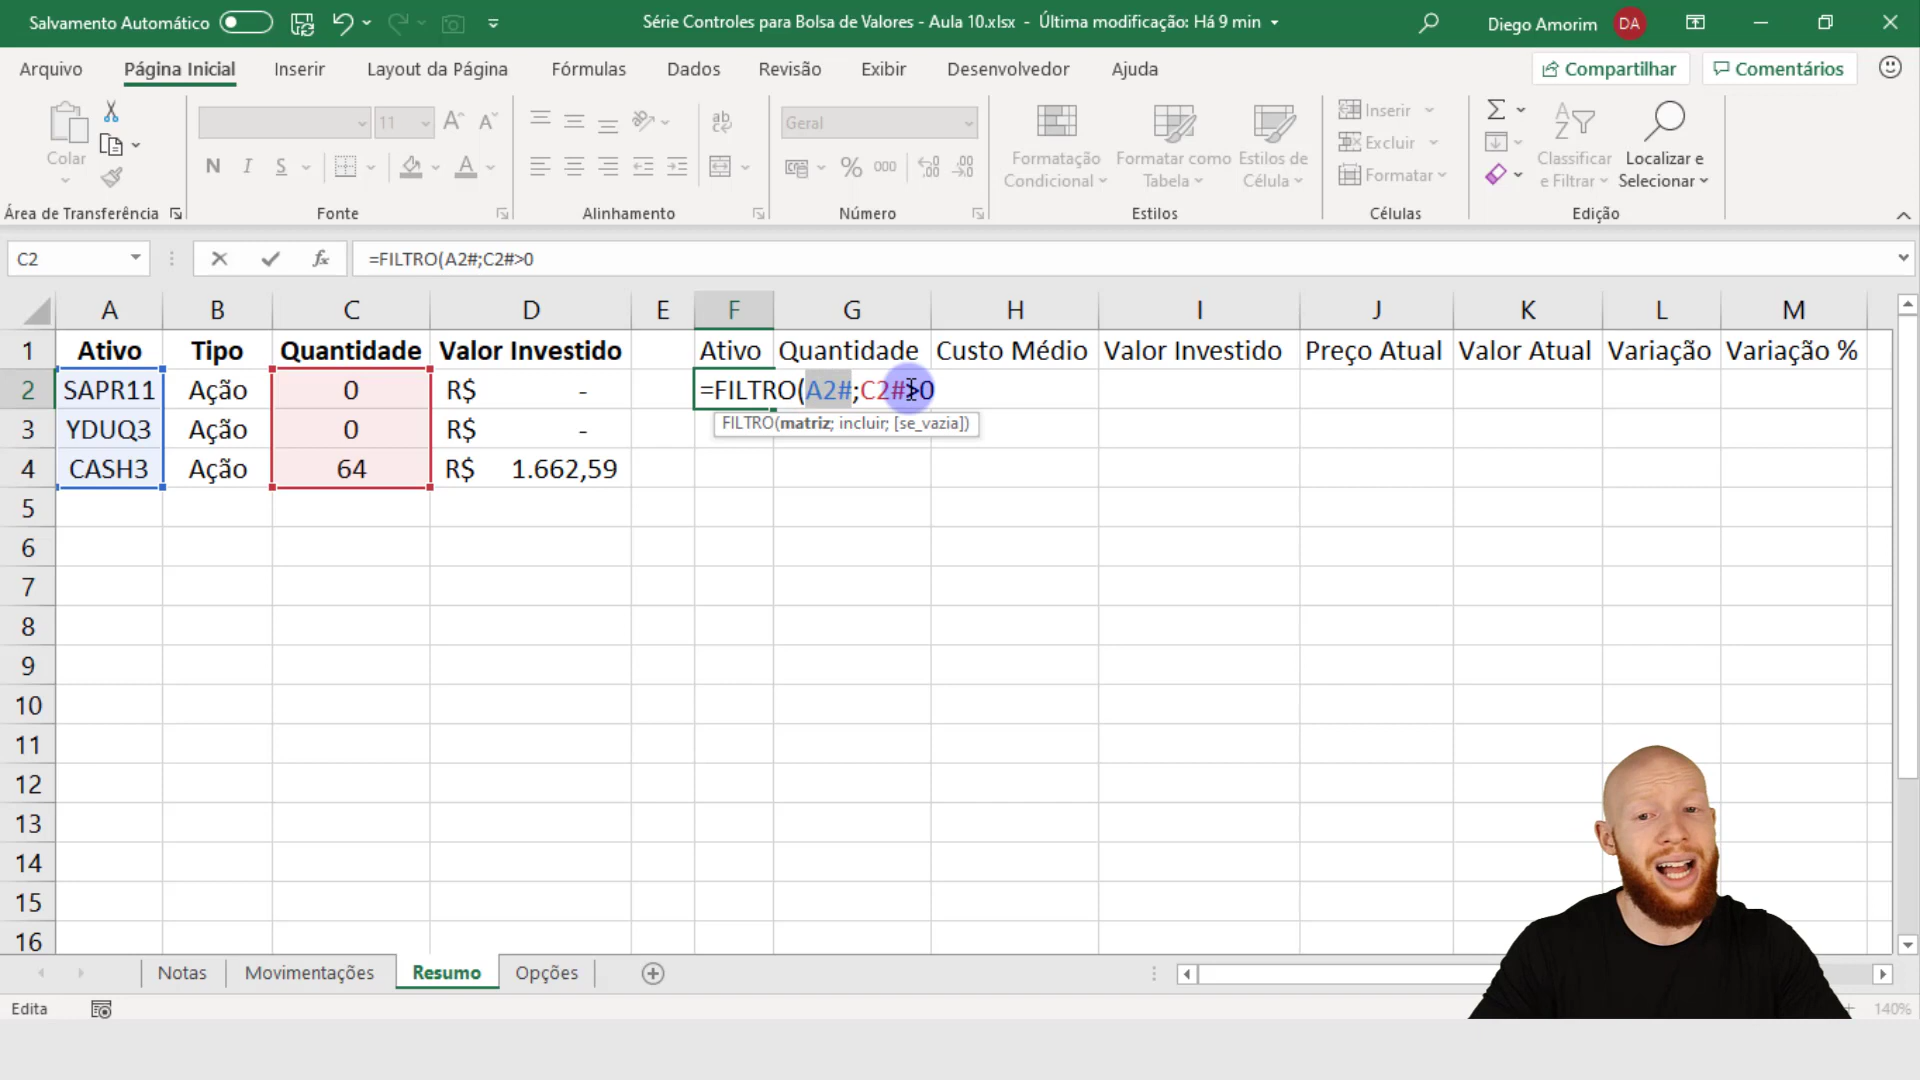 Salvamento Automático
Série Controles para Bolsa de Valores - Aula 10.xlsx - Última modificação: Há 9 min
Diego Amorim DA
Arquivo Página Inicial Inserir Layout da Página Fórmulas Dados Revisão Exibir Desenvolvedor Ajuda
Compartilhar Comentários
Colar
11
N I S
ab
Geral
% 000
Formatação Condicional
Formatar como Tabela
Estilos de Célula
Inserir
Excluir
Formatar
Classificar e Filtrar
Localizar e Selecionar
Área de Transferência Fonte Alinhamento Número Estilos Células Edição
C2 fx =FILTRO(A2#;C2#>0
A B C D E F G H I J K L M
1 Ativo Tipo Quantidade Valor Investido Ativo Quantidade Custo Médio Valor Investido Preço Atual Valor Atual Variação Variação %
2 SAPR11 Ação 0 R$ - =FILTRO(A2#;C2#>0
FILTRO(matriz; incluir; [se_vazia])
3 YDUQ3 Ação 0 R$ -
4 CASH3 Ação 64 R$ 1.662,59
5
6
7
8
9
10
11
12
13
14
15
16
Notas Movimentações Resumo Opções
Edita 140%